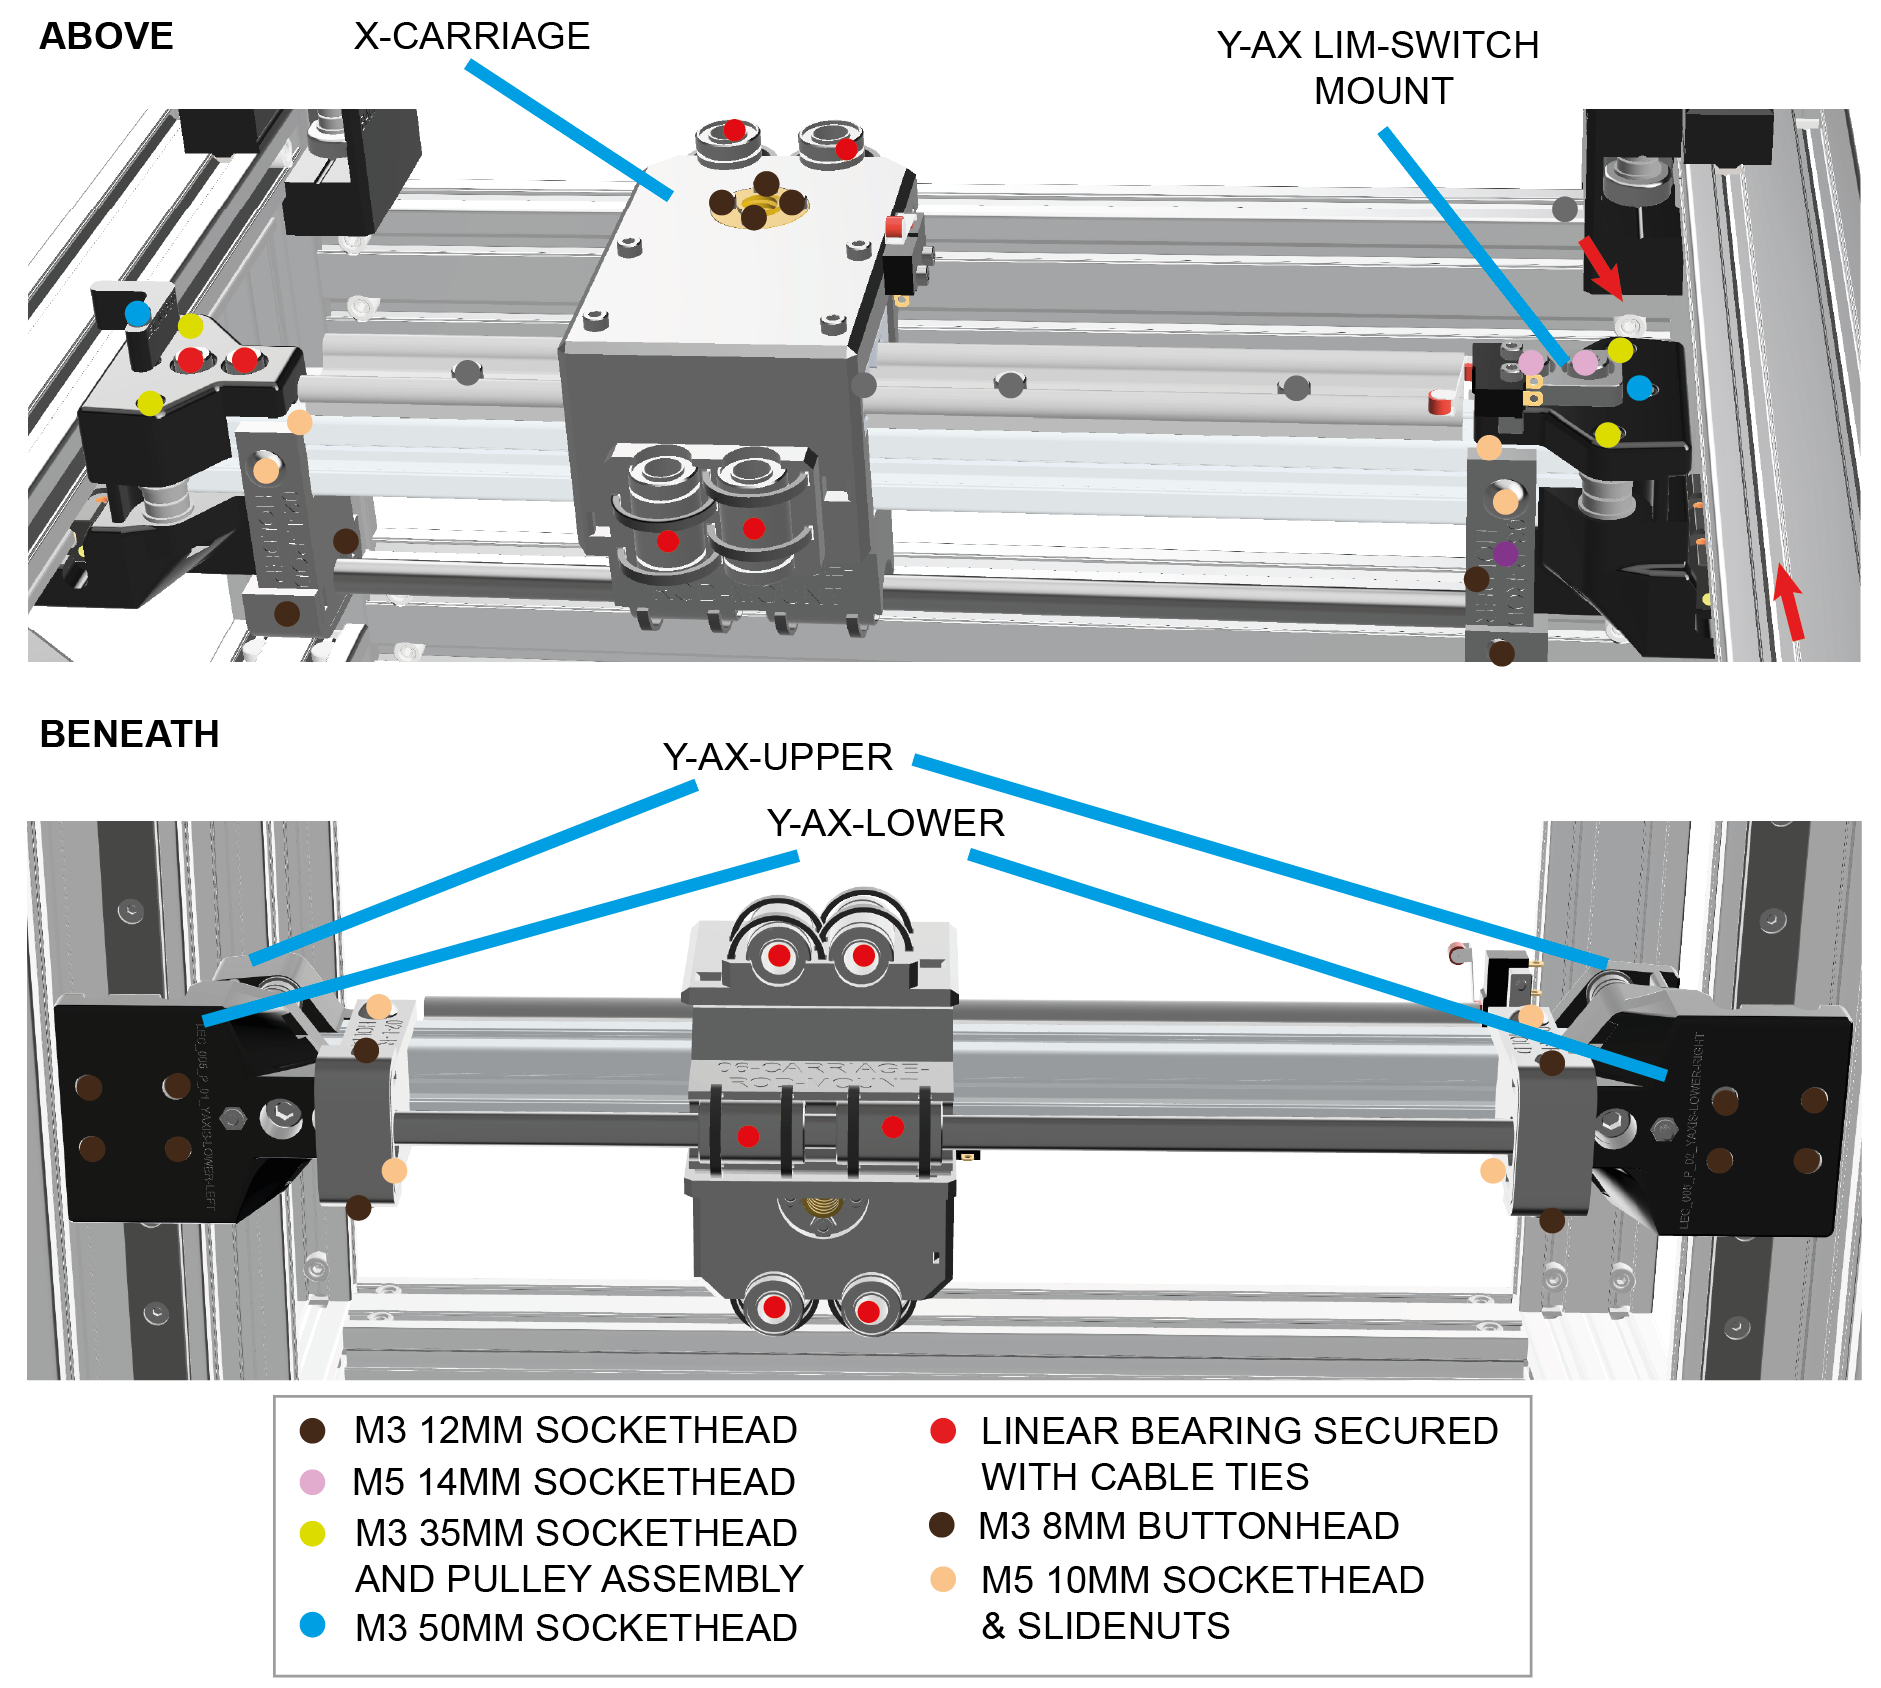 ABOVE
X-CARRIAGE
Y-AX LIM-SWITCH
MOUNT
BENEATH
Y-AX-UPPER
Y-AX-LOWER
06-CARRIAGE-
ROD-MOUNT
M3 12MM SOCKETHEAD
M5 14MM SOCKETHEAD
M3 35MM SOCKETHEAD
AND PULLEY ASSEMBLY
M3 50MM SOCKETHEAD
LINEAR BEARING SECURED
WITH CABLE TIES
M3 8MM BUTTONHEAD
M5 10MM SOCKETHEAD
& SLIDENUTS